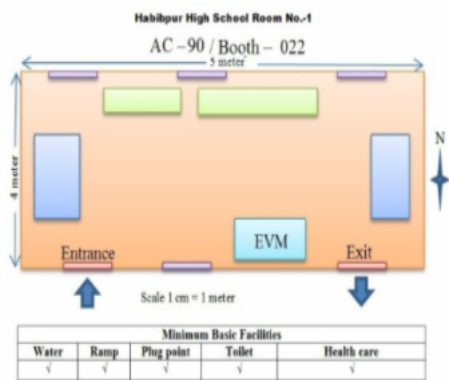 Habibpur High School Room No.-1
AC – 90 / Booth – 022
5 meter
4 meter
N
EVM
Entrance
Exit
Scale 1 cm = 1 meter
Minimum Basic Facilities
Water Ramp Plug point Toilet Health care
√ √ √ √ √